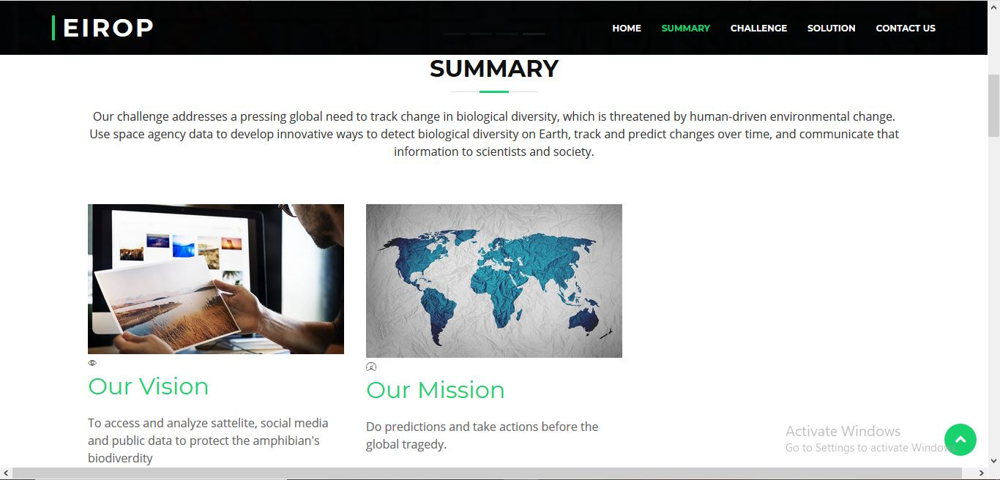 EIROP
HOME SUMMARY CHALLENGE SOLUTION CONTACT US
SUMMARY
Our challenge addresses a pressing global need to track change in biological diversity, which is threatened by human-driven environmental change.
Use space agency data to develop innovative ways to detect biological diversity on Earth, track and predict changes over time, and communicate that
information to scientists and society.
Our Vision
To access and analyze sattelite, social media
and public data to protect the amphibian's
biodiverdity
Our Mission
Do predictions and take actions before the
global tragedy.
Activate Windows
Go to Settings to activate Windows.